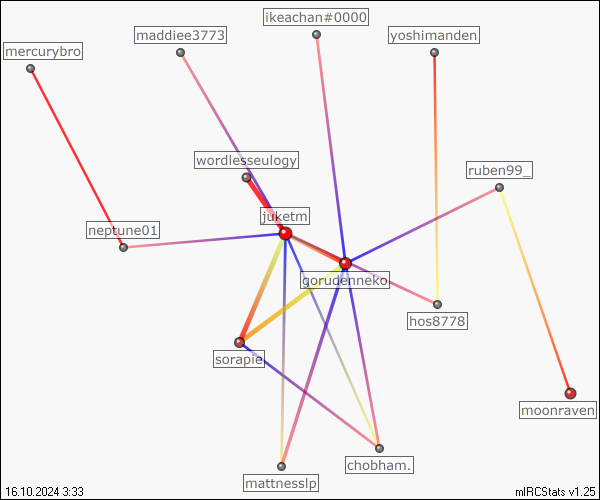 ikeachan#0000
maddiee3773
yoshimanden
mercurybro
wordlesseulogy
ruben99_
juketm
neptune01
gorudenneko
hos8778
sorapie
moonraven
chobham.
mattnesslp
16.10.2024 3:33
mIRCStats v1.25